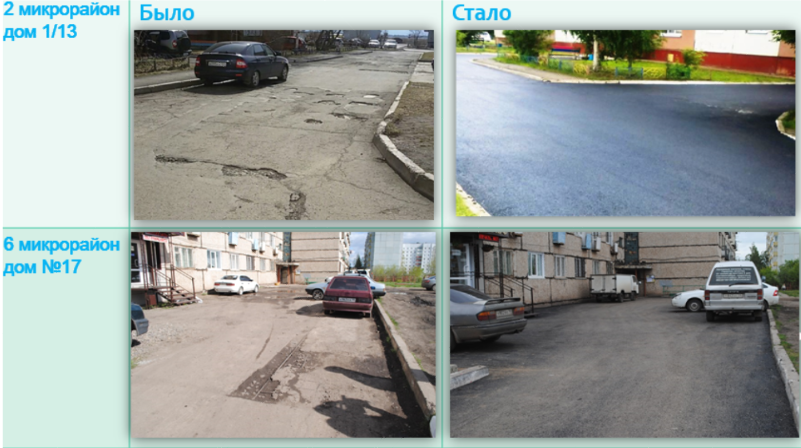 2 микрорайон
дом 1/13
Было
Стало
6 микрорайон
дом №17